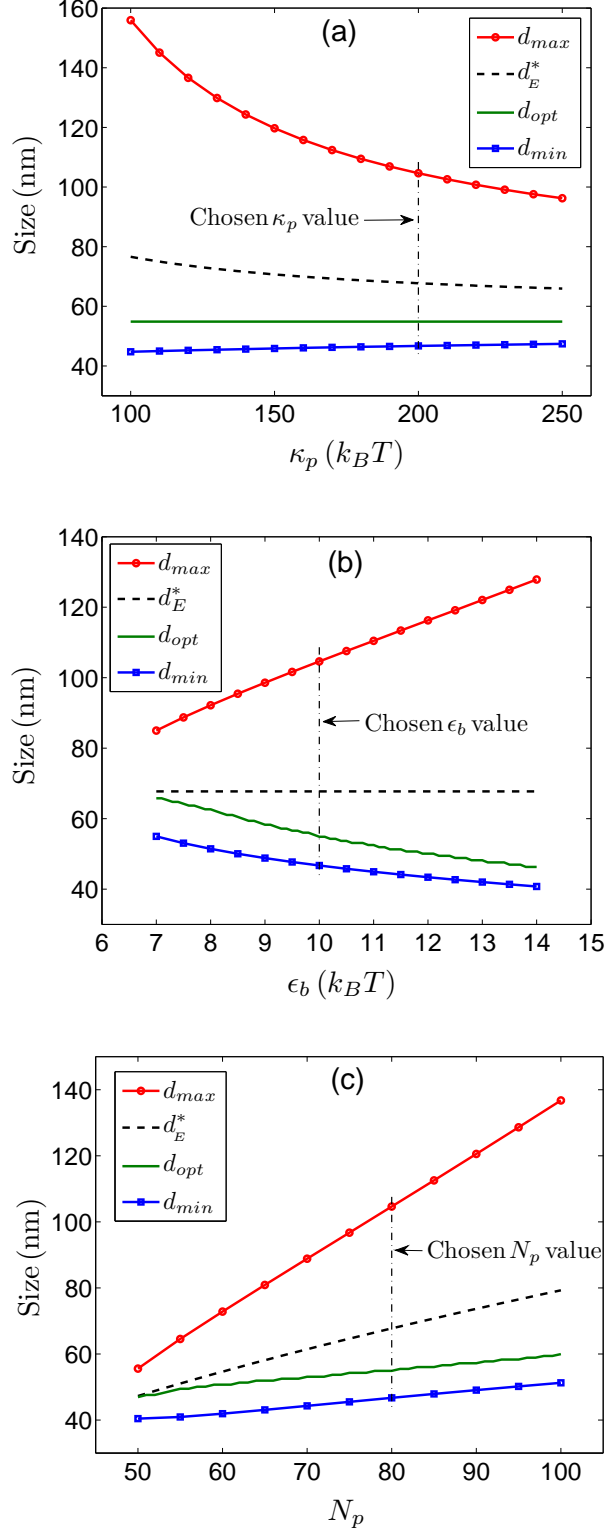 160
(a)
d_max
140
d*_E
d_opt
120
d_min
Size (nm)
100
Chosen κ_p value
80
60
40
100 150 200 250
κ_p (k_B T)
140
(b)
d_max
120
d*_E
d_opt
d_min
100
Size (nm)
Chosen ϵ_b value
80
60
40
6 7 8 9 10 11 12 13 14 15
ϵ_b (k_B T)
(c)
140
d_max
d*_E
120
d_opt
d_min
100
Size (nm)
Chosen N_p value
80
60
40
50 60 70 80 90 100
N_p